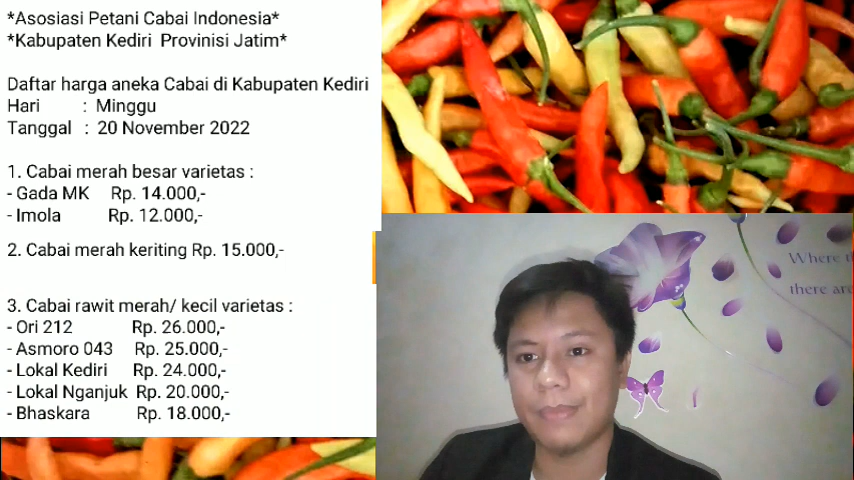 *Asosiasi Petani Cabai Indonesia*
*Kabupaten Kediri Provinisi Jatim*
Daftar harga aneka Cabai di Kabupaten Kediri
Hari : Minggu
Tanggal : 20 November 2022
1. Cabai merah besar varietas :
- Gada MK Rp. 14.000,-
- Imola Rp. 12.000,-
2. Cabai merah keriting Rp. 15.000,-
3. Cabai rawit merah/ kecil varietas :
- Ori 212 Rp. 26.000,-
- Asmoro 043 Rp. 25.000,-
- Lokal Kediri Rp. 24.000,-
- Lokal Nganjuk Rp. 20.000,-
- Bhaskara Rp. 18.000,-
Where
there are